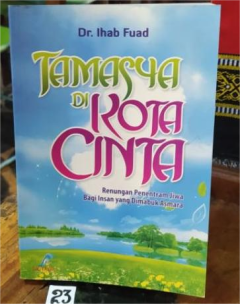 Dr. Ihab Fuad
TAMASYA
DI KOTA
CINTA
Renungan Penentram Jiwa
Bagi Insan yang Dimabuk Asmara
23